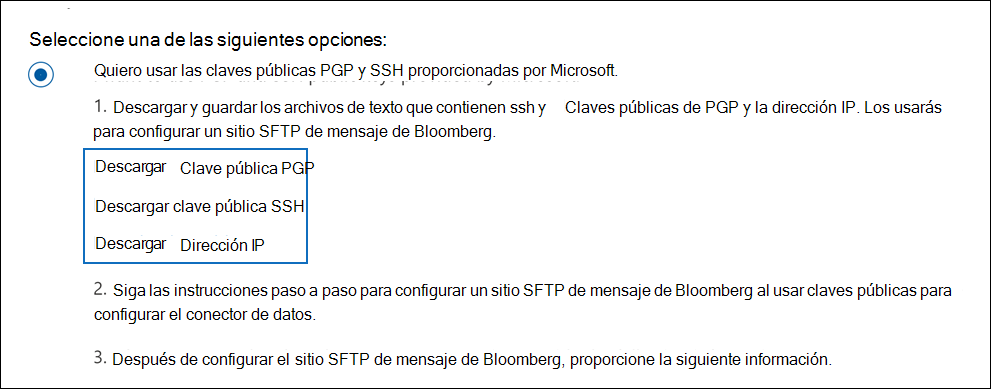 Seleccione una de las siguientes opciones:
Quiero usar las claves públicas PGP y SSH proporcionadas por Microsoft.
1. Descargar y guardar los archivos de texto que contienen ssh y Claves públicas de PGP y la dirección IP. Los usarás
para configurar un sitio SFTP de mensaje de Bloomberg.
Descargar Clave pública PGP
Descargar clave pública SSH
Descargar Dirección IP
2. Siga las instrucciones paso a paso para configurar un sitio SFTP de mensaje de Bloomberg al usar claves públicas para
configurar el conector de datos.
3. Después de configurar el sitio SFTP de mensaje de Bloomberg, proporcione la siguiente información.